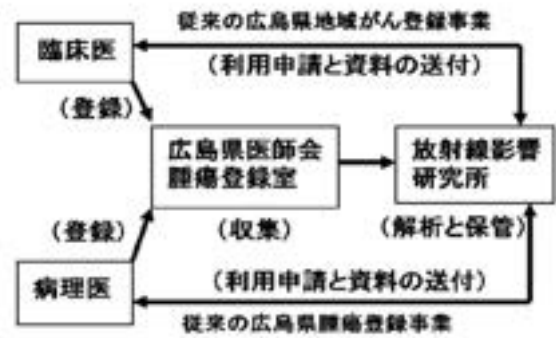 従来の広島県地域がん登録事業
臨床医
(利用申請と資料の送付)
(登録)
広島県医師会
腫瘍登録室
放射線影響
研究所
(登録)
(収集)
(解析と保管)
(利用申請と資料の送付)
病理医
従来の広島県腫瘍登録事業